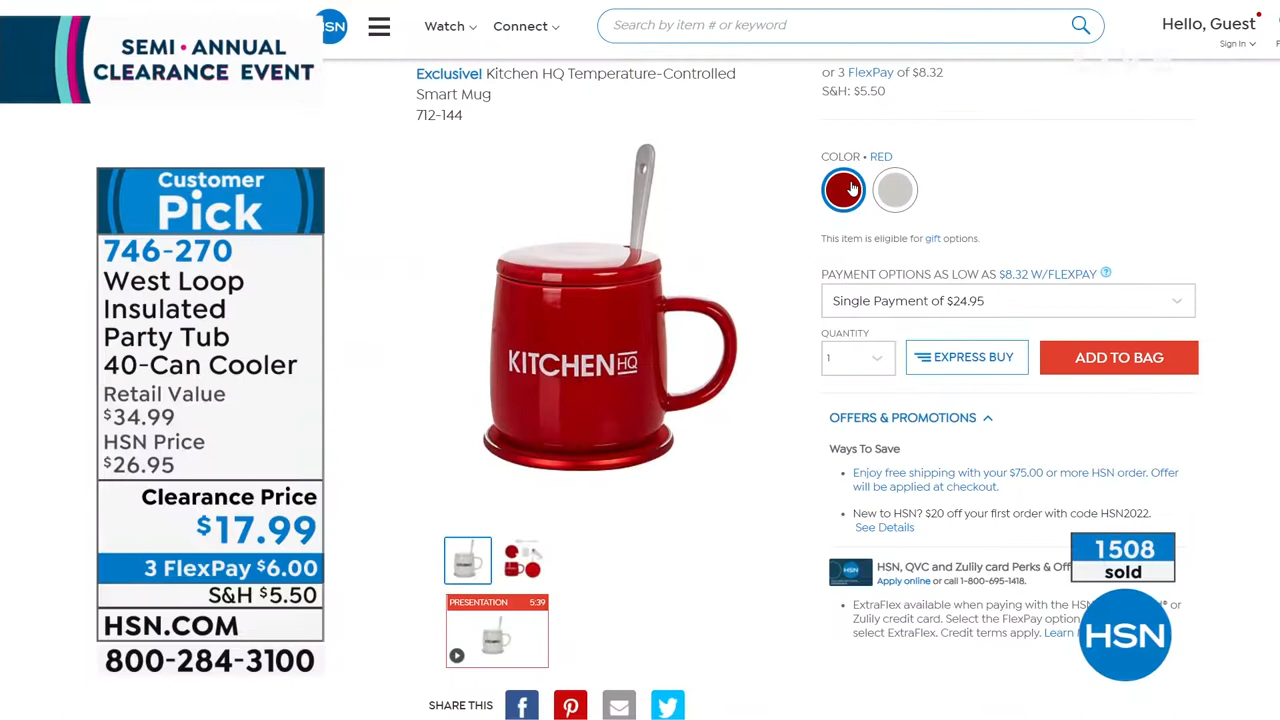 SEMI • ANNUAL
CLEARANCE EVENT
HSN
Watch
Connect
Search by item # or keyword
Hello, Guest
Sign In
Exclusive! Kitchen HQ Temperature-Controlled
Smart Mug
712-144
or 3 FlexPay of $8.32
S&H: $5.50
COLOR • RED
This item is eligible for gift options.
PAYMENT OPTIONS AS LOW AS $8.32 W/FLEXPAY
Single Payment of $24.95
QUANTITY
1
EXPRESS BUY
ADD TO BAG
OFFERS & PROMOTIONS
Ways To Save
• Enjoy free shipping with your $75.00 or more HSN order. Offer
will be applied at checkout.
• New to HSN? $20 off your first order with code HSN2022.
See Details
HSN
HSN, QVC and Zulily card Perks & Off
Apply online or call 1-800-695-1418.
• ExtraFlex available when paying with the HSN or
Zulily credit card. Select the FlexPay option
select ExtraFlex. Credit terms apply. Learn
KITCHEN HQ
PRESENTATION 5:39
SHARE THIS
Customer
Pick
746-270
West Loop
Insulated
Party Tub
40-Can Cooler
Retail Value
$34.99
HSN Price
$26.95
Clearance Price
$17.99
3 FlexPay $6.00
S&H $5.50
HSN.COM
800-284-3100
1508
sold
HSN